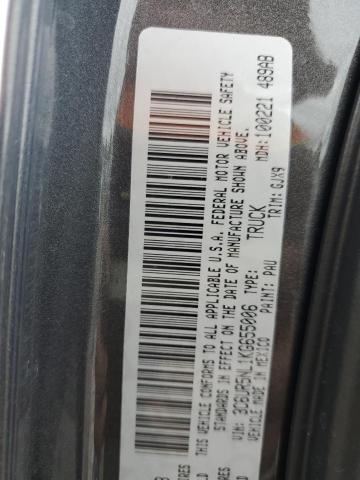 THIS VEHICLE CONFORMS TO ALL APPLICABLE U.S.A. FEDERAL MOTOR VEHICLE SAFETY
STANDARDS IN EFFECT ON THE DATE OF MANUFACTURE SHOWN ABOVE.
VIN: 3C6UR5NL1KG655006 TYPE: TRUCK MDH: 100221 489AB
VEHICLE MADE IN MEXICO PAINT: PAU TRIM: GJX9